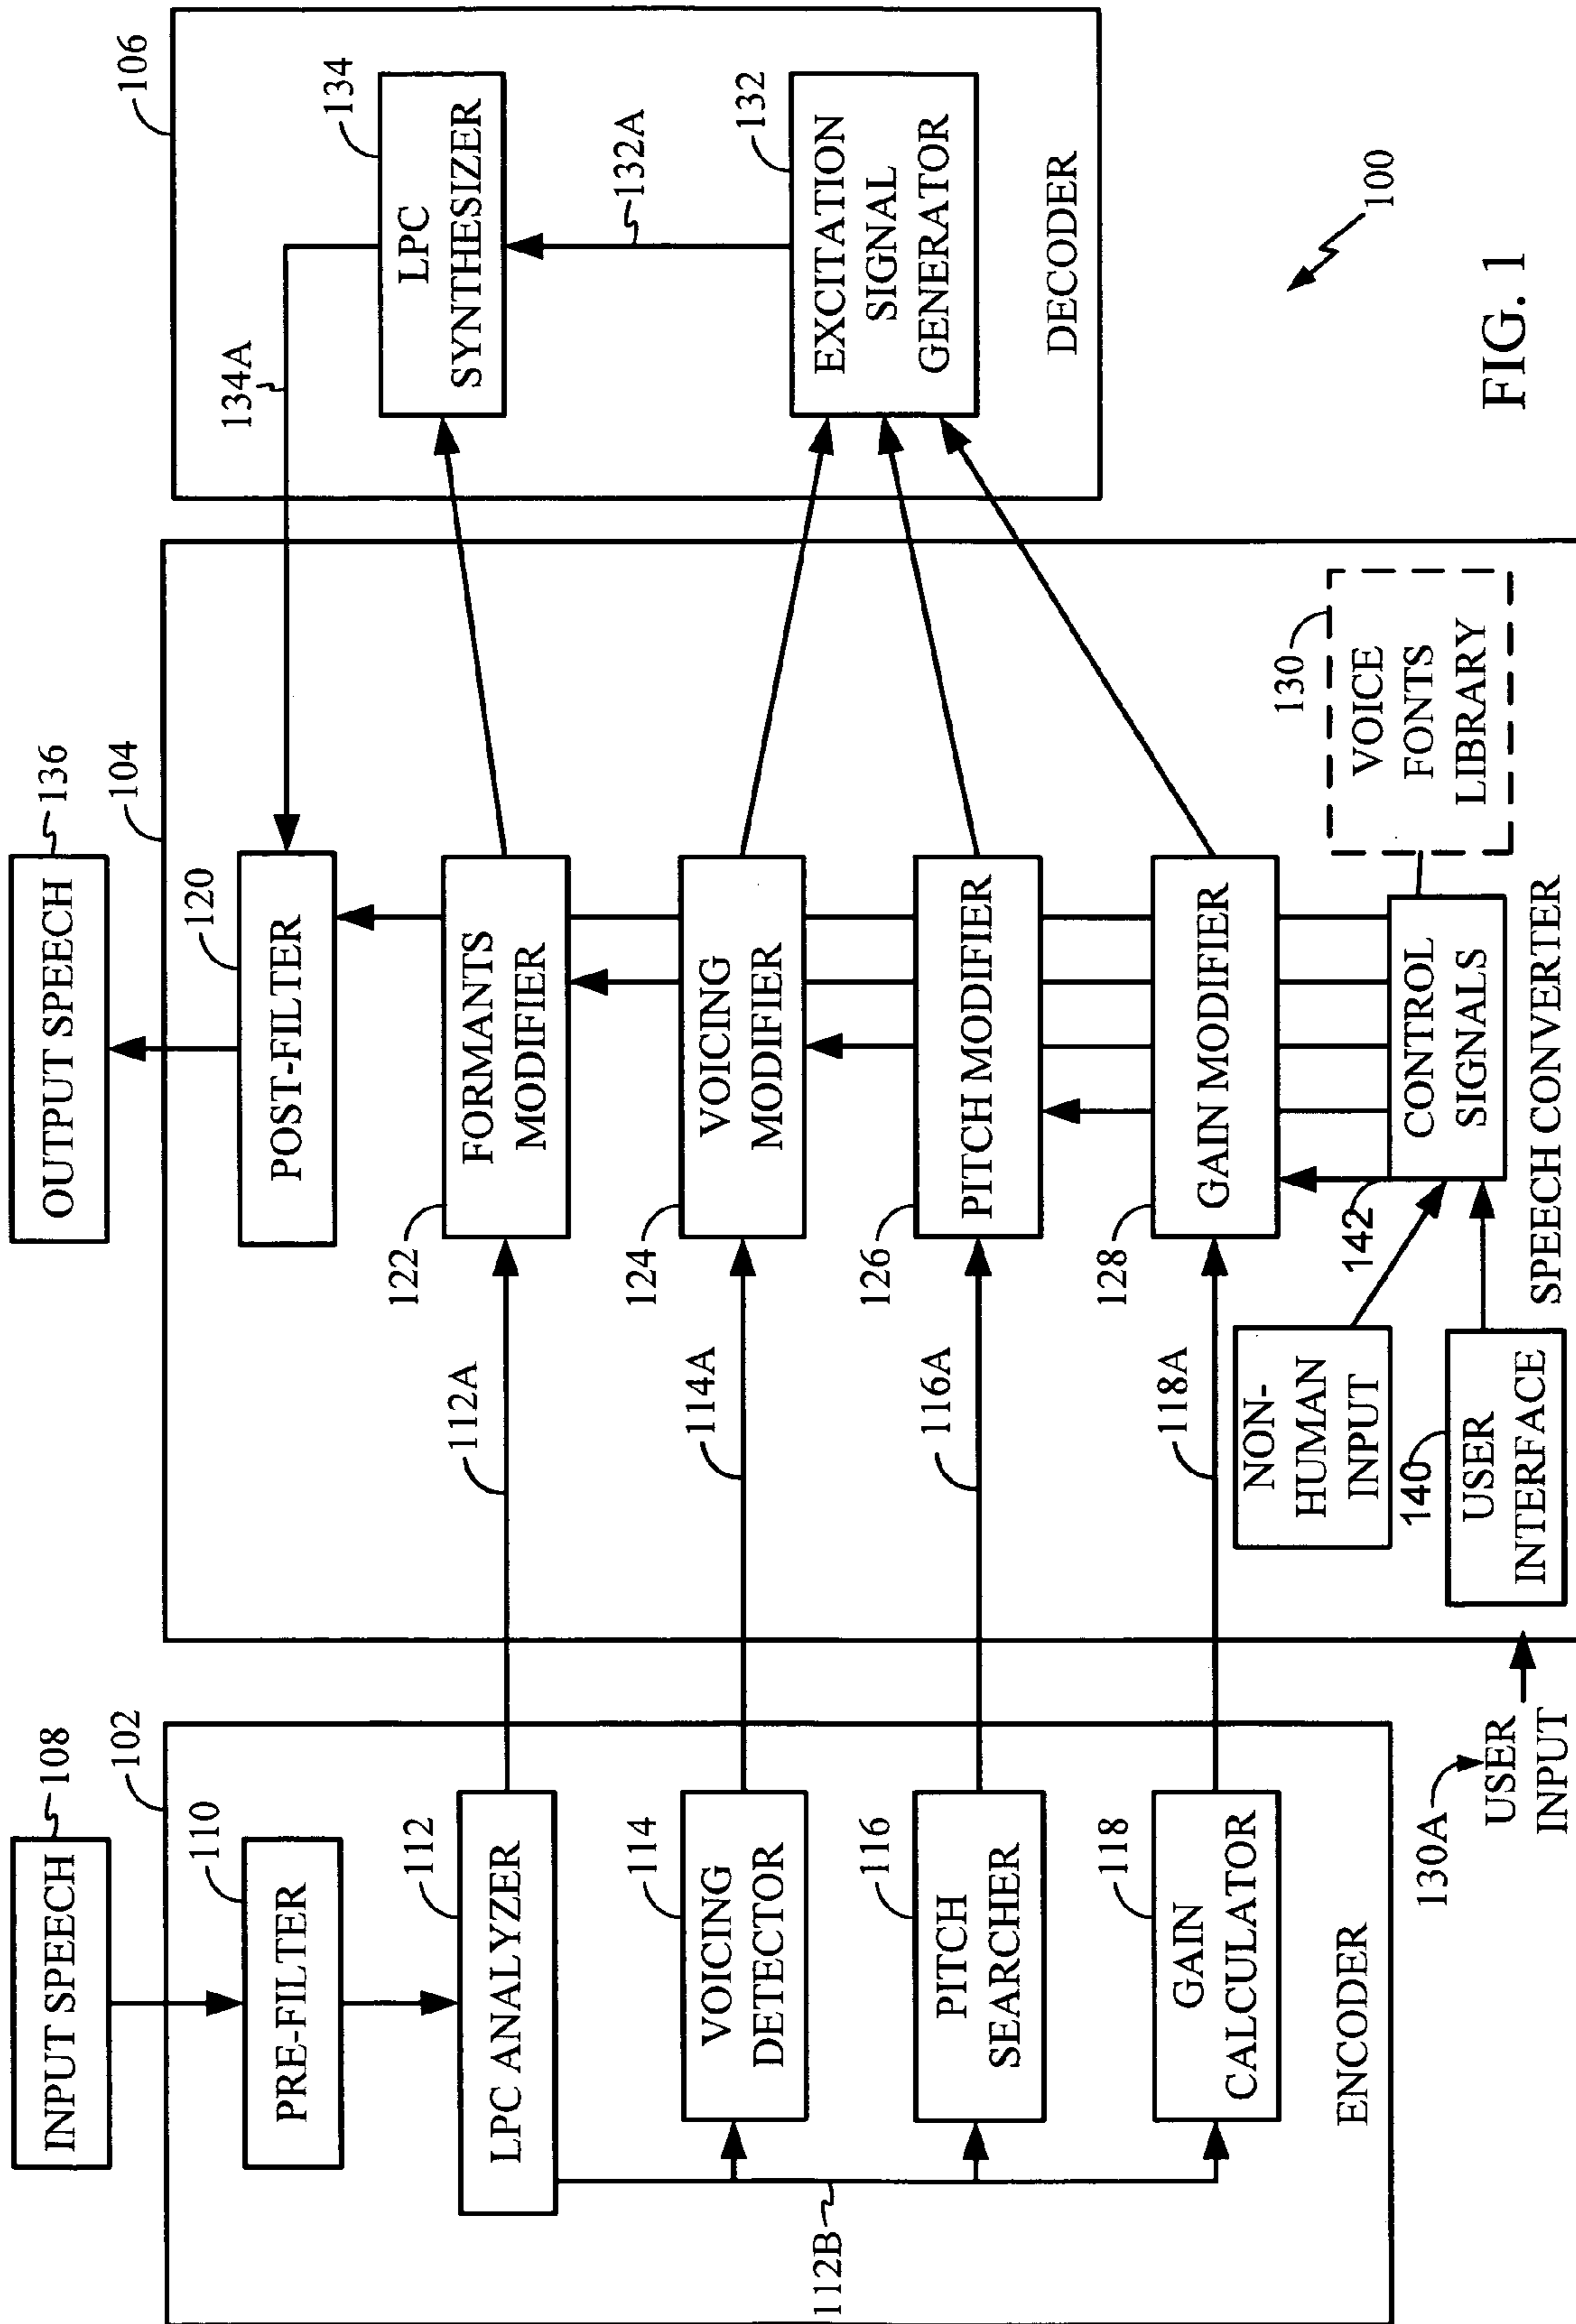 INPUT SPEECH
108
102
PRE-FILTER
110
LPC ANALYZER
112
VOICING
DETECTOR
114
PITCH
SEARCHER
116
GAIN
CALCULATOR
118
112B
ENCODER
112A
114A
116A
118A
130A
USER
INPUT
OUTPUT SPEECH
136
104
POST-FILTER
120
FORMANTS
MODIFIER
122
VOICING
MODIFIER
124
PITCH MODIFIER
126
GAIN MODIFIER
128
NON-
HUMAN
INPUT
140
USER
INTERFACE
142
CONTROL
SIGNALS
130
VOICE
FONTS
LIBRARY
SPEECH CONVERTER
134A
106
LPC
SYNTHESIZER
134
132A
EXCITATION
SIGNAL
GENERATOR
132
DECODER
100
FIG. 1